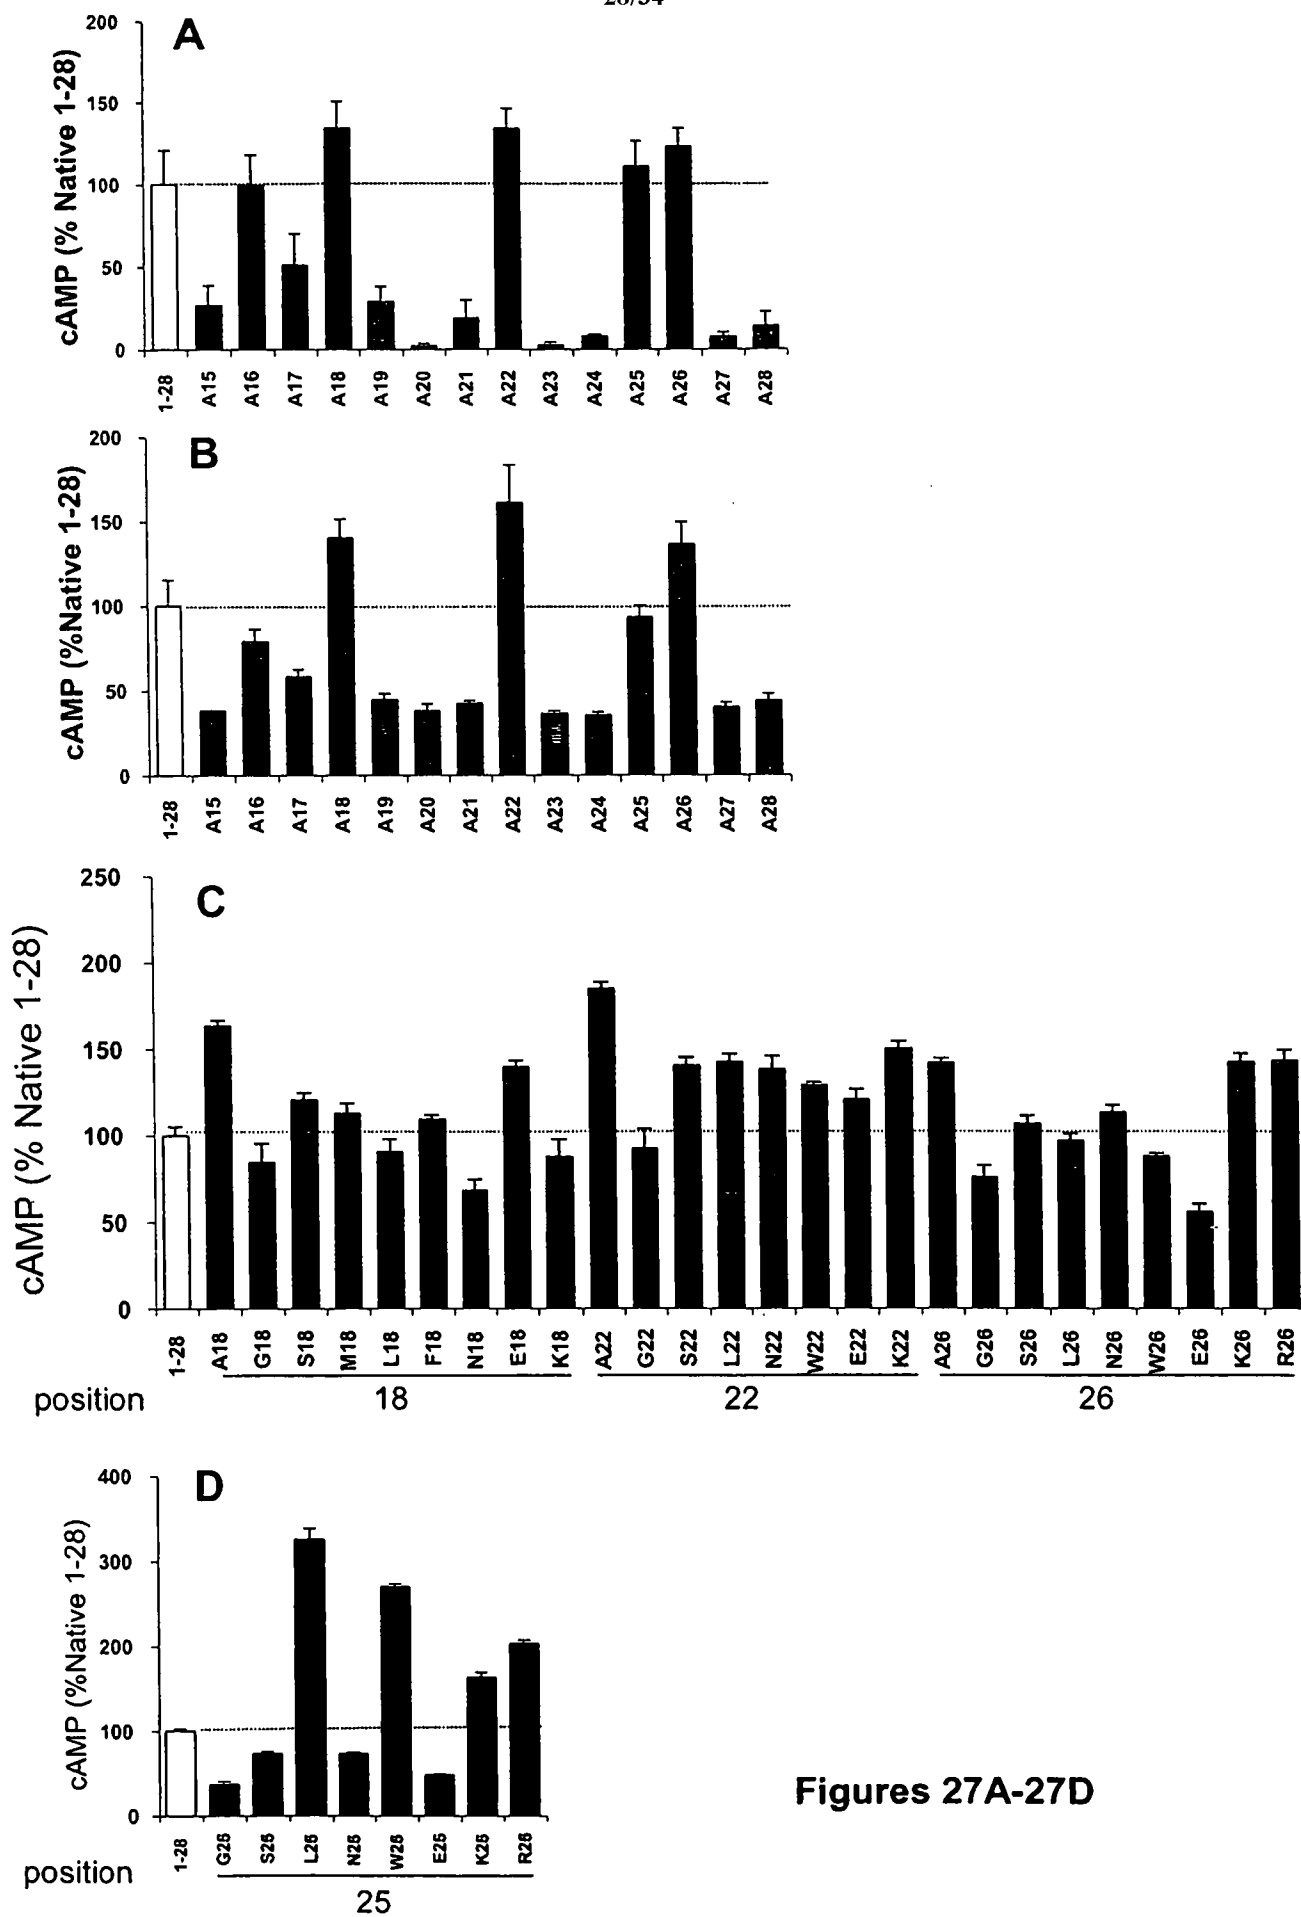 A
cAMP (% Native 1-28)
200
150
100
50
0
1-28 A15 A16 A17 A18 A19 A20 A21 A22 A23 A24 A25 A26 A27 A28
B
cAMP (%Native 1-28)
200
150
100
50
0
1-28 A15 A16 A17 A18 A19 A20 A21 A22 A23 A24 A25 A26 A27 A28
C
cAMP (% Native 1-28)
250
200
150
100
50
0
1-28 A18 G18 S18 M18 L18 F18 N18 E18 K18 A22 G22 S22 L22 N22 W22 E22 K22 A26 G26 S26 L26 N26 W26 E26 K26 R26
position 18 22 26
D
cAMP (%Native 1-28)
400
300
200
100
0
1-28 G25 S25 L25 N25 W25 E25 K25 R25
position
25
Figures 27A-27D